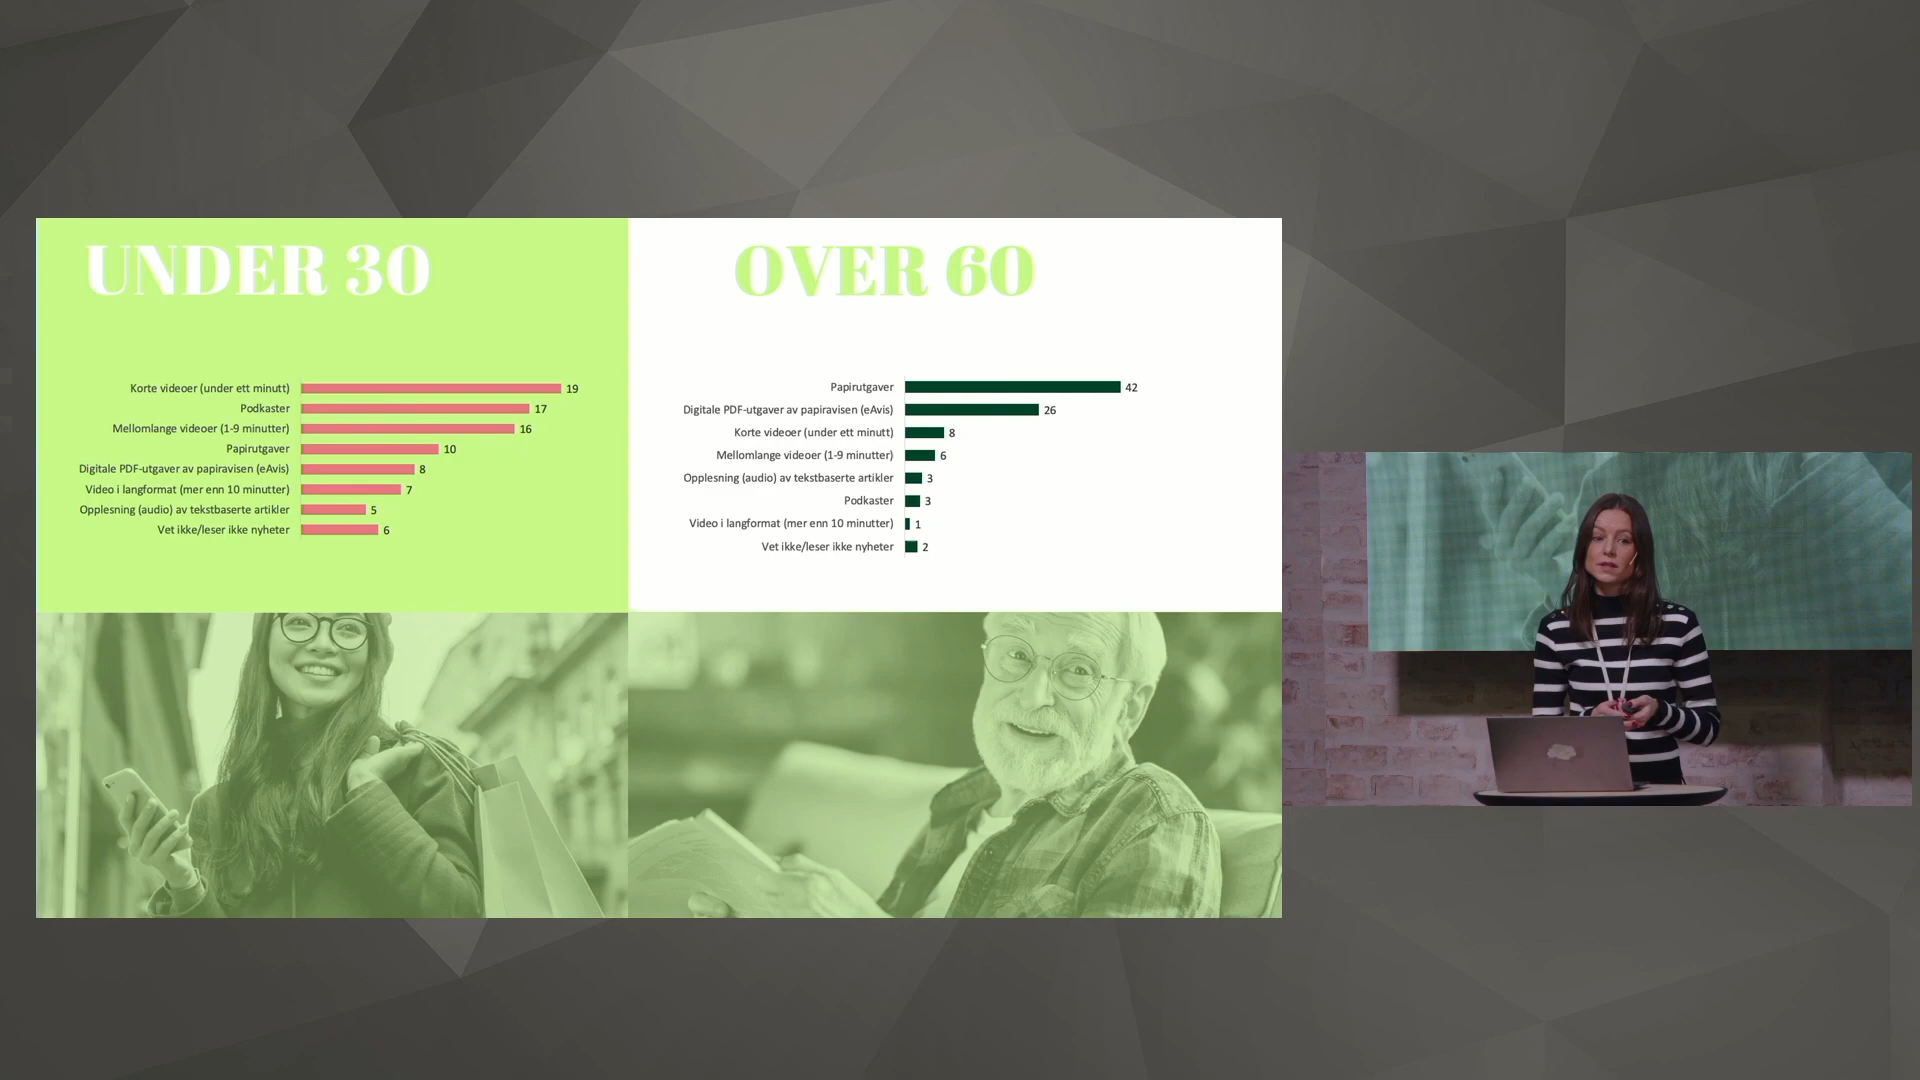 UNDER 30
Korte videoer (under ett minutt) 19
Podkaster 17
Mellomlange videoer (1-9 minutter) 16
Papirutgaver 10
Digitale PDF-utgaver av papiravisen (eAvis) 8
Video i langformat (mer enn 10 minutter) 7
Opplesning (audio) av tekstbaserte artikler 5
Vet ikke/leser ikke nyheter 6
OVER 60
Papirutgaver 42
Digitale PDF-utgaver av papiravisen (eAvis) 26
Korte videoer (under ett minutt) 8
Mellomlange videoer (1-9 minutter) 6
Opplesning (audio) av tekstbaserte artikler 3
Podkaster 3
Video i langformat (mer enn 10 minutter) 1
Vet ikke/leser ikke nyheter 2